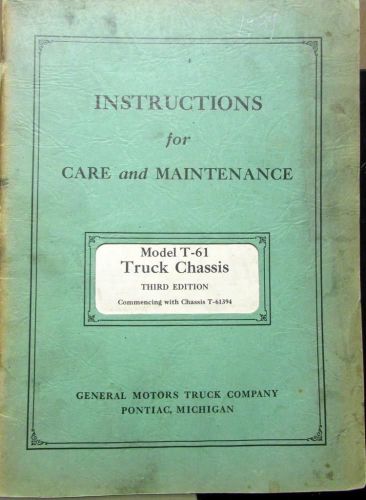 INSTRUCTIONS
for
CARE and MAINTENANCE
Model T-61
Truck Chassis
THIRD EDITION
Commencing with Chassis T-61394
GENERAL MOTORS TRUCK COMPANY
PONTIAC, MICHIGAN